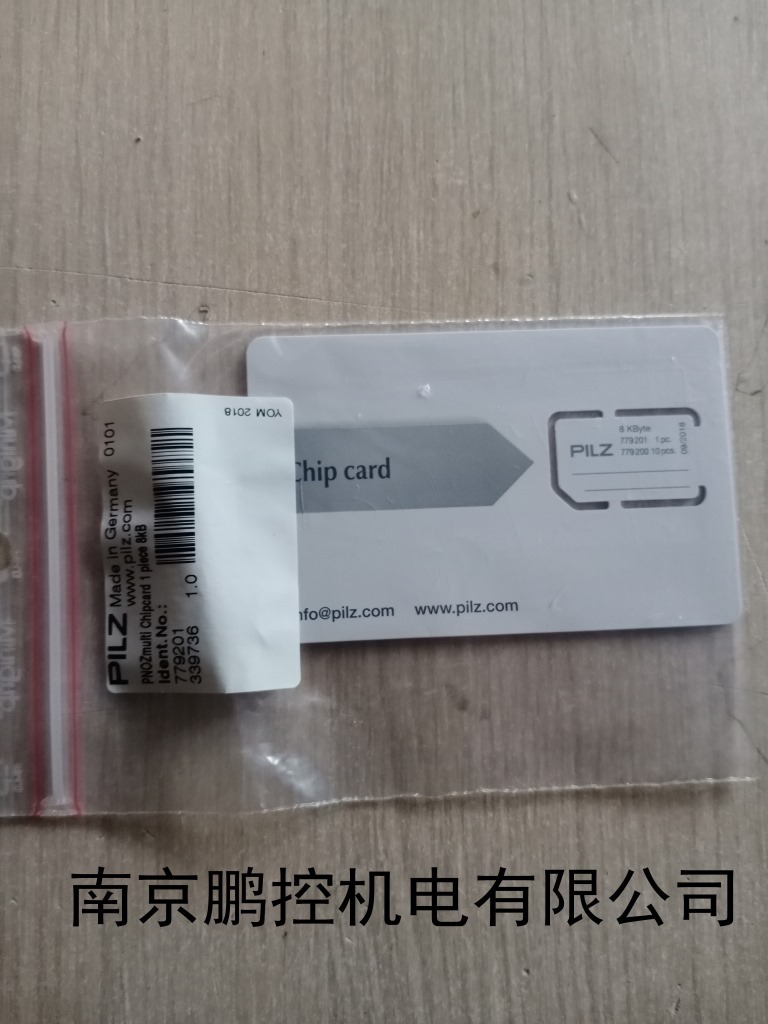 PILZ Made in Germany 0101
www.pilz.com
PNOZmulti Chipcard 1 piece 8kB
Ident.No.:
779201
339736 1.0
YOM 2018
Chip card
info@pilz.com www.pilz.com
PILZ
8 KByte
779201 1 pc.
779200 10 pcs.
09/2018
Minigrip
南京鹏控机电有限公司